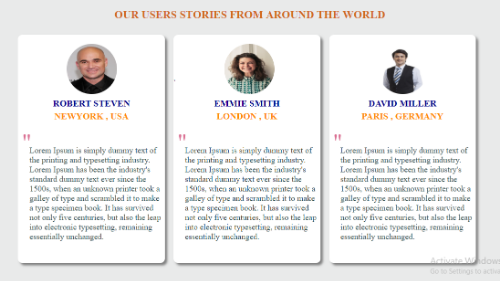 OUR USERS STORIES FROM AROUND THE WORLD
ROBERT STEVEN
NEWYORK , USA
"
Lorem Ipsum is simply dummy text of
the printing and typesetting industry.
Lorem Ipsum has been the industry's
standard dummy text ever since the
1500s, when an unknown printer took a
galley of type and scrambled it to make
a type specimen book. It has survived
not only five centuries, but also the leap
into electronic typesetting, remaining
essentially unchanged.
EMMIE SMITH
LONDON , UK
"
Lorem Ipsum is simply dummy text of
the printing and typesetting industry.
Lorem Ipsum has been the industry's
standard dummy text ever since the
1500s, when an unknown printer took a
galley of type and scrambled it to make
a type specimen book. It has survived
not only five centuries, but also the leap
into electronic typesetting, remaining
essentially unchanged.
DAVID MILLER
PARIS , GERMANY
"
Lorem Ipsum is simply dummy text of
the printing and typesetting industry.
Lorem Ipsum has been the industry's
standard dummy text ever since the
1500s, when an unknown printer took a
galley of type and scrambled it to make
a type specimen book. It has survived
not only five centuries, but also the leap
into electronic typesetting, remaining
essentially unchanged.
Activate Windows
Go to Settings to activa